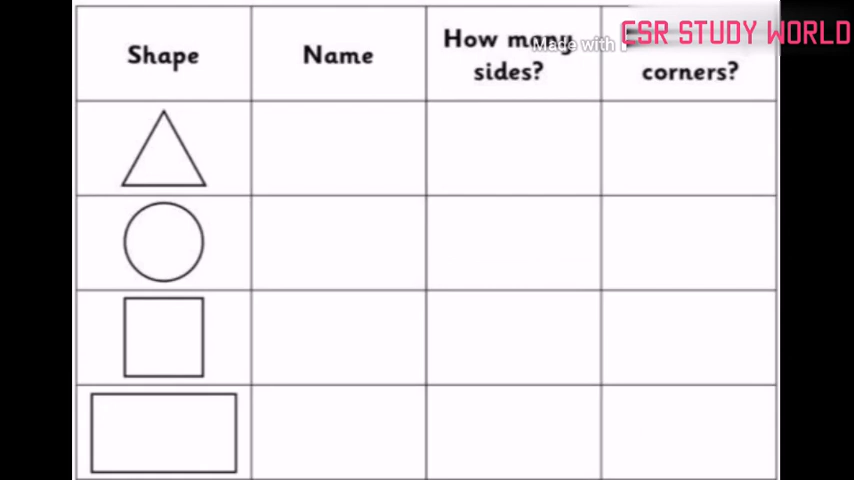 CSR STUDY WORLD
Made with
Shape
Name
How many
sides?
corners?